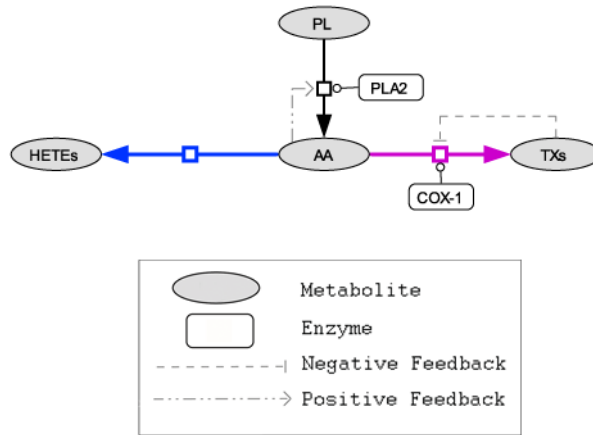 PL
PLA2
HETEs
AA
TXs
COX-1
Metabolite
Enzyme
Negative Feedback
Positive Feedback